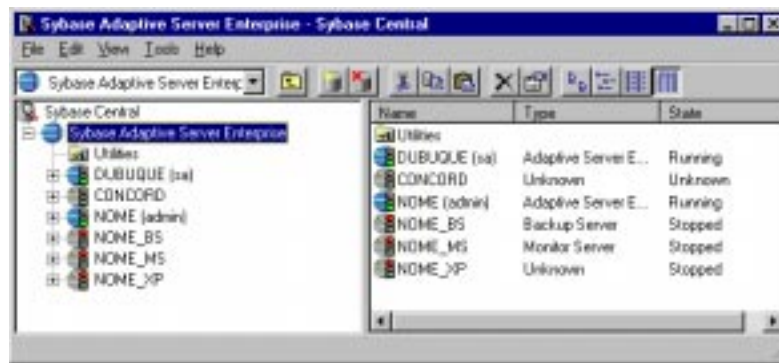 Sybase Adaptive Server Enterprise - Sybase Central
File Edit View Tools Help
Sybase Adaptive Server Enterp
Sybase Central
Sybase Adaptive Server Enterprise
Utilities
DUBUQUE (sa)
CONCORD
NOME (admin)
NOME_BS
NOME_MS
NOME_XP
Name Type State
Utilities
DUBUQUE (sa) Adaptive Server E... Running
CONCORD Unknown Unknown
NOME (admin) Adaptive Server E... Running
NOME_BS Backup Server Stopped
NOME_MS Monitor Server Stopped
NOME_XP Unknown Stopped